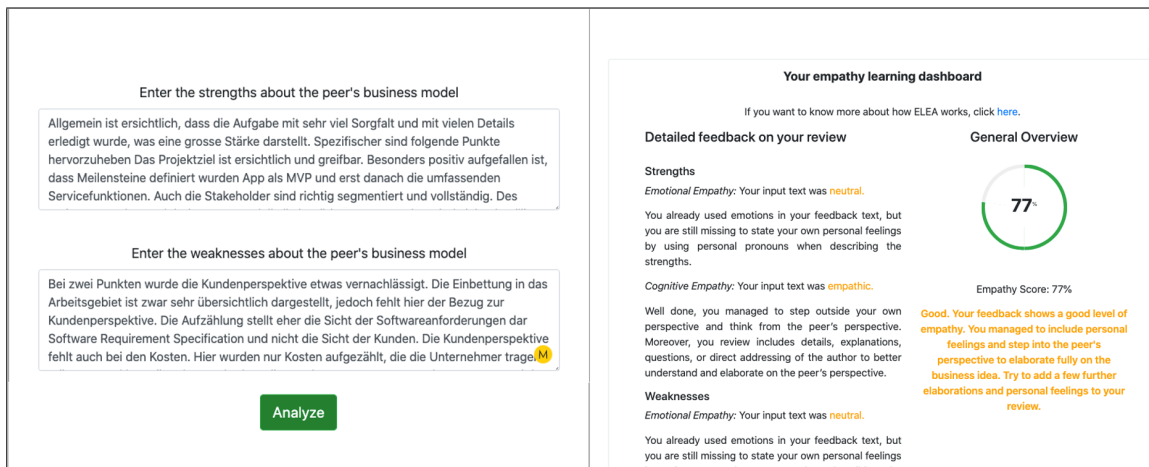 Enter the strengths about the peer's business model
Allgemein ist ersichtlich, dass die Aufgabe mit sehr viel Sorgfalt und mit vielen Details
erledigt wurde, was eine grosse Stärke darstellt. Spezifischer sind folgende Punkte
hervorzuheben Das Projektziel ist ersichtlich und greifbar. Besonders positiv aufgefallen ist,
dass Meilensteine definiert wurden App als MVP und erst danach die umfassenden
Servicefunktionen. Auch die Stakeholder sind richtig segmentiert und vollständig. Des
Enter the weaknesses about the peer's business model
Bei zwei Punkten wurde die Kundenperspektive etwas vernachlässigt. Die Einbettung in das
Arbeitsgebiet ist zwar sehr übersichtlich dargestellt, jedoch fehlt hier der Bezug zur
Kundenperspektive. Die Aufzählung stellt eher die Sicht der Softwareanforderungen dar
Software Requirement Specification und nicht die Sicht der Kunden. Die Kundenperspektive
fehlt auch bei den Kosten. Hier wurden nur Kosten aufgezählt, die die Unternehmer tragen
M
Analyze
Your empathy learning dashboard
If you want to know more about how ELEA works, click here.
Detailed feedback on your review
Strengths
Emotional Empathy: Your input text was neutral.
You already used emotions in your feedback text, but
you are still missing to state your own personal feelings
by using personal pronouns when describing the
strengths.
Cognitive Empathy: Your input text was empathic.
Well done, you managed to step outside your own
perspective and think from the peer's perspective.
Moreover, you review includes details, explanations,
questions, or direct addressing of the author to better
understand and elaborate on the peer's perspective.
Weaknesses
Emotional Empathy: Your input text was neutral.
You already used emotions in your feedback text, but
you are still missing to state your own personal feelings
General Overview
77%
Empathy Score: 77%
Good. Your feedback shows a good level of
empathy. You managed to include personal
feelings and step into the peer's
perspective to elaborate fully on the
business idea. Try to add a few further
elaborations and personal feelings to your
review.